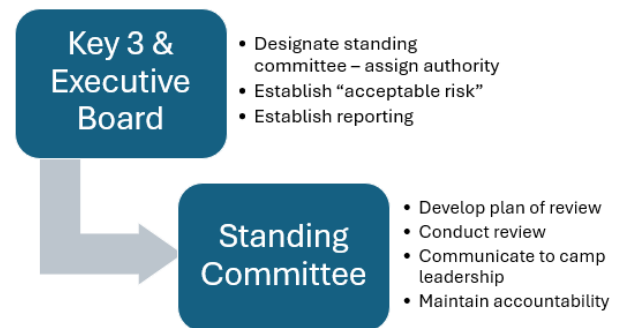 Key 3 &
Executive
Board
• Designate standing
committee – assign authority
• Establish “acceptable risk”
• Establish reporting
Standing
Committee
• Develop plan of review
• Conduct review
• Communicate to camp
leadership
• Maintain accountability